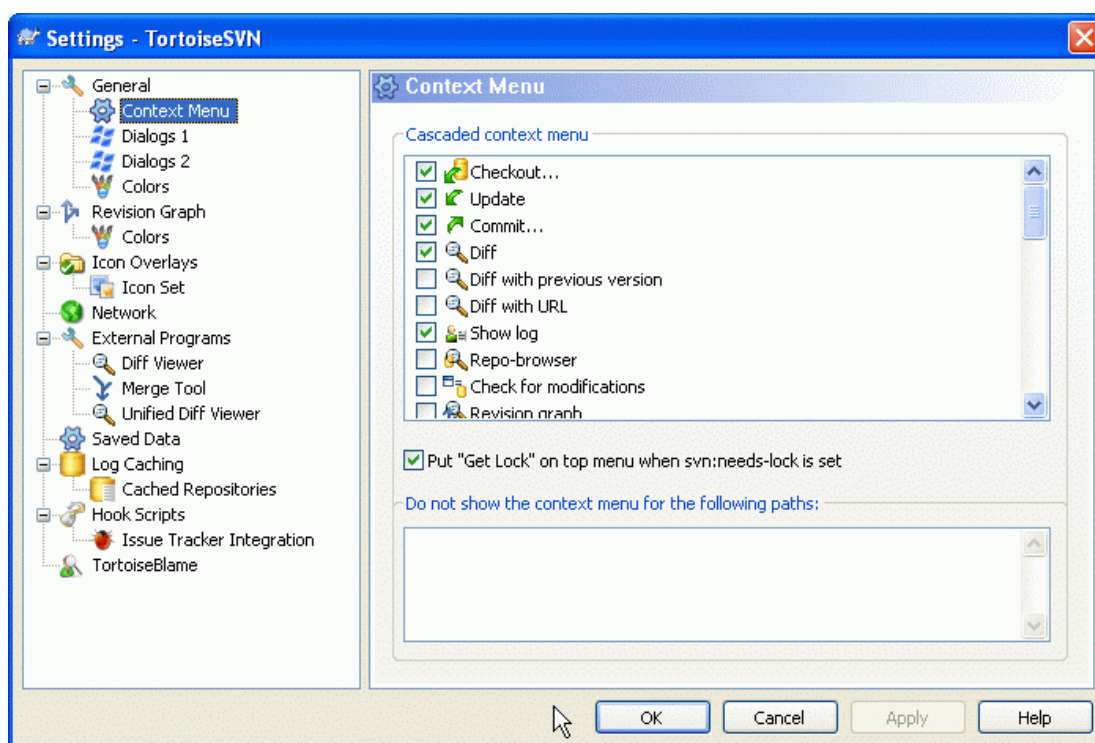 Settings - TortoiseSVN
General
Context Menu
Dialogs 1
Dialogs 2
Colors
Revision Graph
Colors
Icon Overlays
Icon Set
Network
External Programs
Diff Viewer
Merge Tool
Unified Diff Viewer
Saved Data
Log Caching
Cached Repositories
Hook Scripts
Issue Tracker Integration
TortoiseBlame
Context Menu
Cascaded context menu
Checkout...
Update
Commit...
Diff
Diff with previous version
Diff with URL
Show log
Repo-browser
Check for modifications
Revision graph
Put "Get Lock" on top menu when svn:needs-lock is set
Do not show the context menu for the following paths:
OK Cancel Apply Help